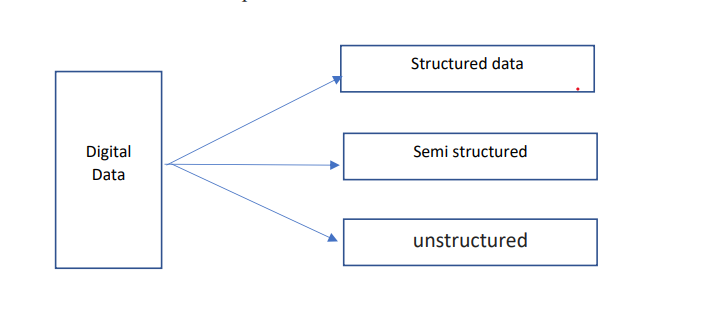 Digital
Data
Structured data
Semi structured
unstructured